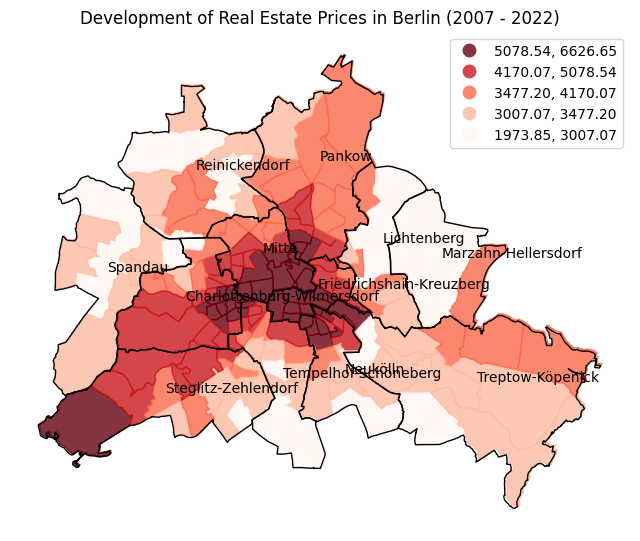 Development of Real Estate Prices in Berlin (2007 - 2022)
5078.54, 6626.65
4170.07, 5078.54
3477.20, 4170.07
3007.07, 3477.20
1973.85, 3007.07
Pankow
Reinickendorf
Lichtenberg
Mitte
Marzahn-Hellersdorf
Spandau
Friedrichshain-Kreuzberg
Charlottenburg-Wilmersdorf
Neukölln
Tempelhof-Schöneberg
Treptow-Köpenick
Steglitz-Zehlendorf